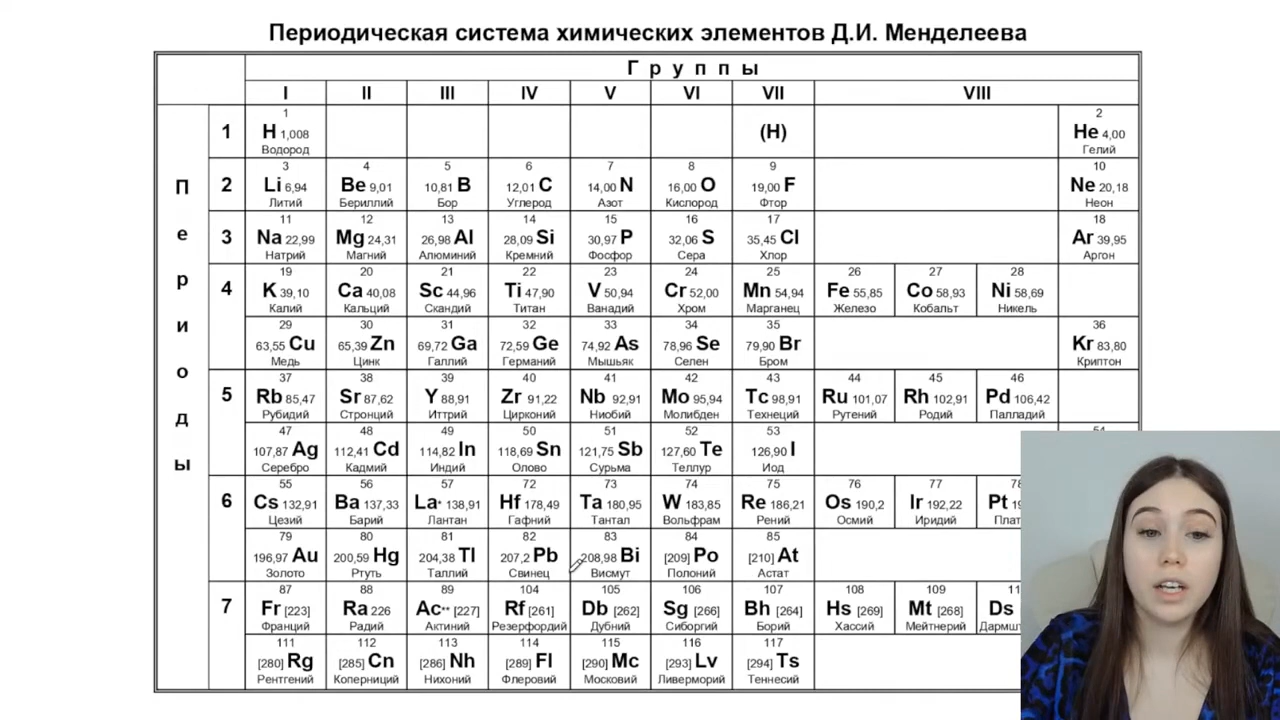 Периодическая система химических элементов Д.И. Менделеева
Группы
I II III IV V VI VII VIII
Периоды
1
1 2
H 1,008 (H) He 4,00
Водород Гелий
2
3 4 5 6 7 8 9 10
Li 6,94 Be 9,01 10,81 B 12,01 C 14,00 N 16,00 O 19,00 F Ne 20,18
Литий Бериллий Бор Углерод Азот Кислород Фтор Неон
3
11 12 13 14 15 16 17 18
Na 22,99 Mg 24,31 26,98 Al 28,09 Si 30,97 P 32,06 S 35,45 Cl Ar 39,95
Натрий Магний Алюминий Кремний Фосфор Сера Хлор Аргон
4
19 20 21 22 23 24 25 26 27 28
K 39,10 Ca 40,08 Sc 44,96 Ti 47,90 V 50,94 Cr 52,00 Mn 54,94 Fe 55,85 Co 58,93 Ni 58,69
Калий Кальций Скандий Титан Ванадий Хром Марганец Железо Кобальт Никель
29 30 31 32 33 34 35 36
63,55 Cu 65,39 Zn 69,72 Ga 72,59 Ge 74,92 As 78,96 Se 79,90 Br Kr 83,80
Медь Цинк Галлий Германий Мышьяк Селен Бром Криптон
5
37 38 39 40 41 42 43 44 45 46
Rb 85,47 Sr 87,62 Y 88,91 Zr 91,22 Nb 92,91 Mo 95,94 Tc 98,91 Ru 101,07 Rh 102,91 Pd 106,42
Рубидий Стронций Иттрий Цирконий Ниобий Молибден Технеций Рутений Родий Палладий
47 48 49 50 51 52 53
107,87 Ag 112,41 Cd 114,82 In 118,69 Sn 121,75 Sb 127,60 Te 126,90 I
Серебро Кадмий Индий Олово Сурьма Теллур Иод
6
55 56 57 72 73 74 75 76 77 78
Cs 132,91 Ba 137,33 La* 138,91 Hf 178,49 Ta 180,95 W 183,85 Re 186,21 Os 190,2 Ir 192,22 Pt
Цезий Барий Лантан Гафний Тантал Вольфрам Рений Осмий Иридий
79 80 81 82 83 84 85
196,97 Au 200,59 Hg 204,38 Tl 207,2 Pb 208,98 Bi [209] Po [210] At
Золото Ртуть Таллий Свинец Висмут Полоний Астат
7
87 88 89 104 105 106 107 108 109
Fr [223] Ra 226 Ac** [227] Rf [261] Db [262] Sg [266] Bh [264] Hs [269] Mt [268] Ds
Франций Радий Актиний Резерфордий Дубний Сиборгий Борий Хассий Мейтнерий
111 112 113 114 115 116 117
[280] Rg [285] Cn [286] Nh [289] Fl [290] Mc [293] Lv [294] Ts
Рентгений Коперниций Нихоний Флеровий Московий Ливерморий Теннесий